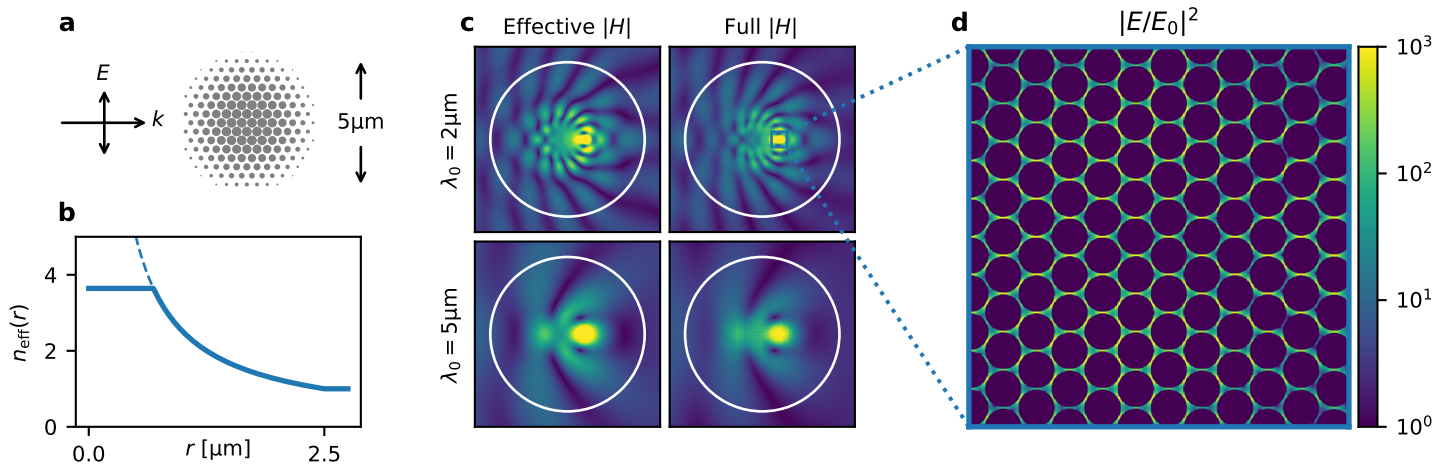 a
E
k
5μm
b
n_eff(r)
4
2
0
0.0
r [μm]
2.5
c
Effective |H|
Full |H|
λ₀ = 2μm
λ₀ = 5μm
d
|E/E₀|²
10³
10²
10¹
10⁰